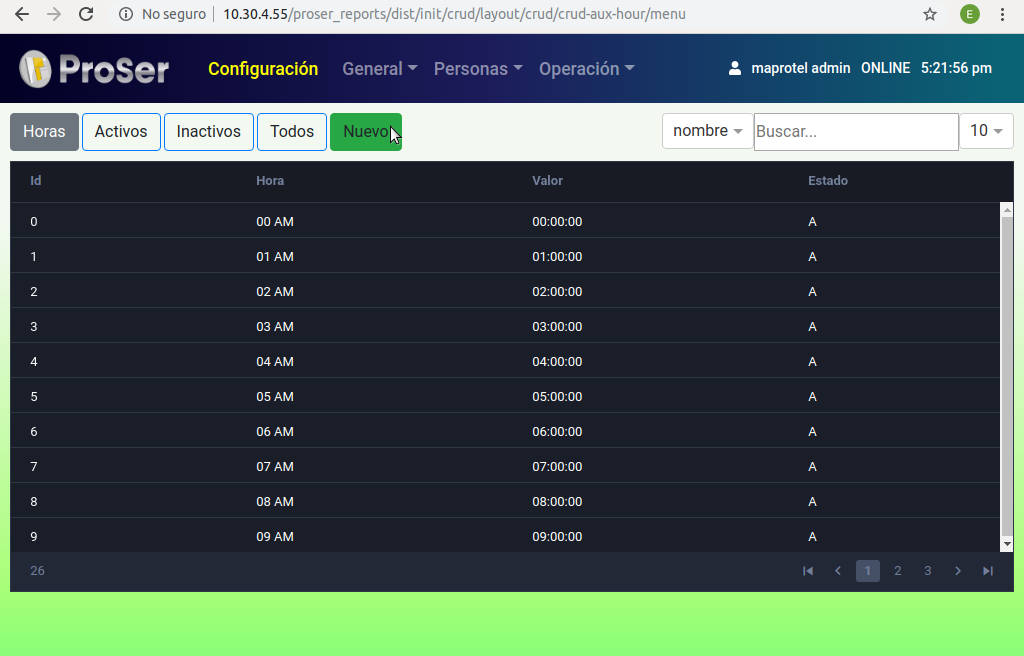 No seguro 10.30.4.55/proser_reports/dist/init/crud/layout/crud/crud-aux-hour/menu E
ProSer Configuración General Personas Operación maprotel admin ONLINE 5:21:56 pm
Horas Activos Inactivos Todos Nuevo nombre Buscar... 10
Id Hora Valor Estado
0 00 AM 00:00:00 A
1 01 AM 01:00:00 A
2 02 AM 02:00:00 A
3 03 AM 03:00:00 A
4 04 AM 04:00:00 A
5 05 AM 05:00:00 A
6 06 AM 06:00:00 A
7 07 AM 07:00:00 A
8 08 AM 08:00:00 A
9 09 AM 09:00:00 A
26 1 2 3